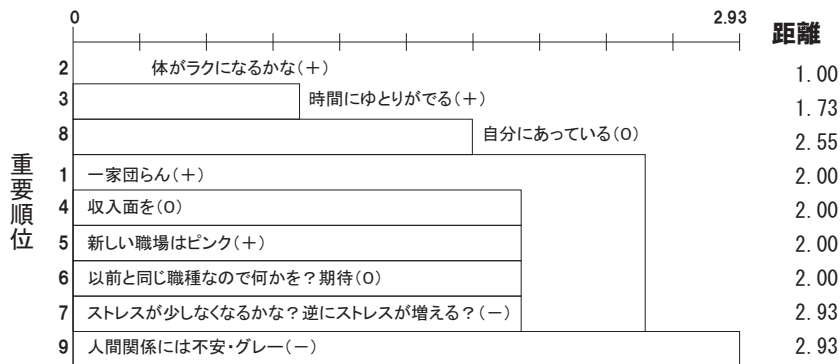 0 2.93
距離
2 体がラクになるかな(+) 1.00
3 時間にゆとりがでる(+) 1.73
8 自分にあっている(0) 2.55
重要順位
1 一家団らん(+) 2.00
4 収入面を(0) 2.00
5 新しい職場はピンク(+) 2.00
6 以前と同じ職種なので何かを?期待(0) 2.00
7 ストレスが少しなくなるかな?逆にストレスが増える?(-) 2.93
9 人間関係には不安・グレー(-) 2.93